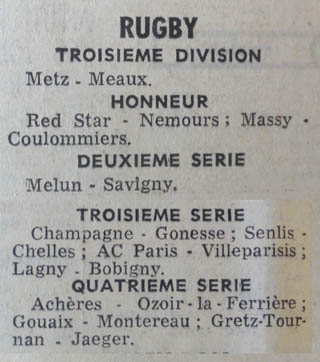 RUGBY
TROISIEME DIVISION
Metz - Meaux.
HONNEUR
Red Star - Nemours ; Massy -
Coulommiers.
DEUXIEME SERIE
Melun - Savigny.
TROISIEME SERIE
Champagne - Gonesse ; Senlis -
Chelles ; AC Paris - Villeparisis ;
Lagny - Bobigny.
QUATRIÈME SERIE
Achères - Ozoir-la-Ferrière ;
Gouaix - Montereau ; Gretz-Tour-
nan - Jaeger.